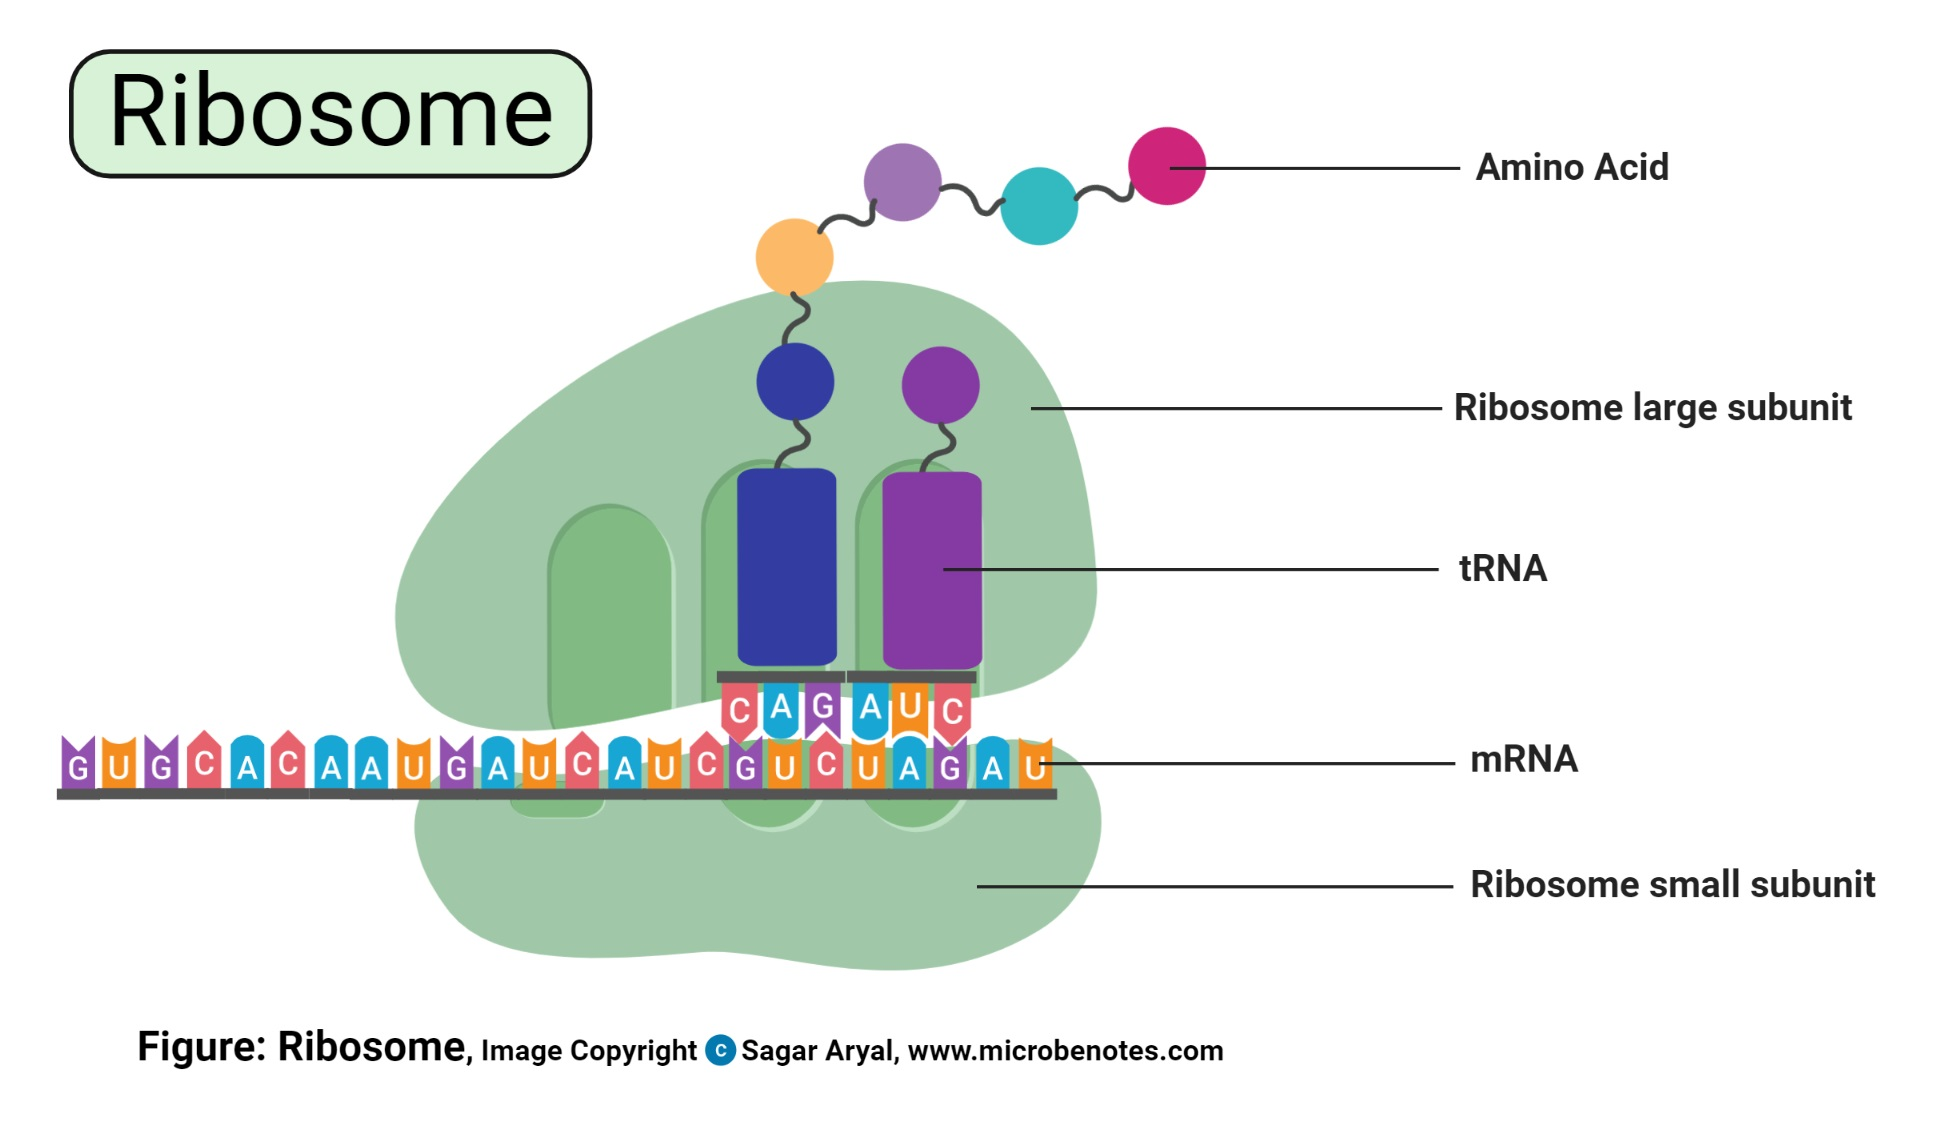 Ribosome
Amino Acid
Ribosome large subunit
tRNA
C A G A U C
G U G C A C A A U G A U C A U C G U C U A G A U
mRNA
Ribosome small subunit
Figure: Ribosome, Image Copyright C Sagar Aryal, www.microbenotes.com